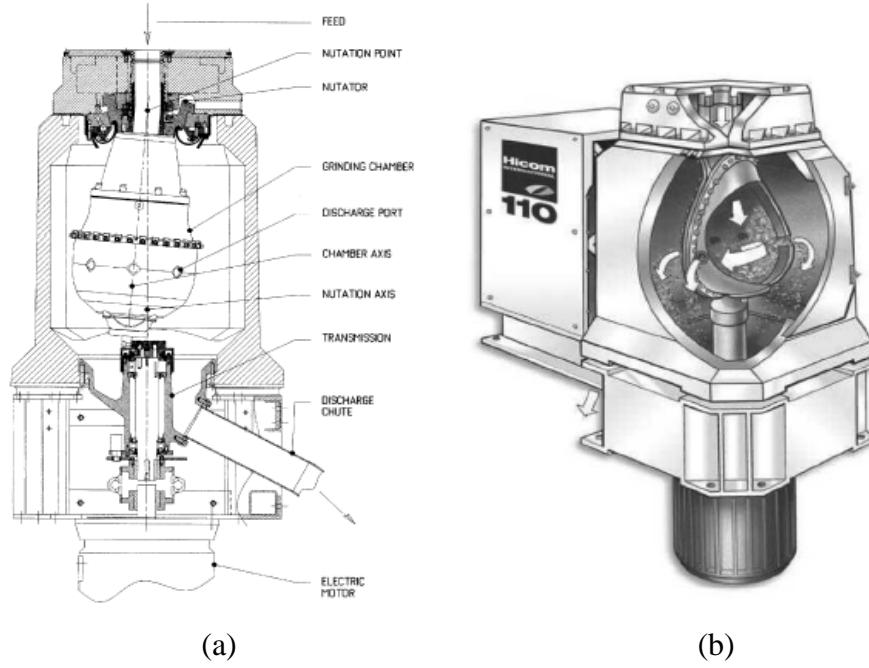 FEED
NUTATION POINT
NUTATOR
GRINDING CHAMBER
DISCHARGE PORT
CHAMBER AXIS
NUTATION AXIS
TRANSMISSION
DISCHARGE
CHUTE
ELECTRIC
MOTOR
Hicom
INTERNATIONAL
110
(a)
(b)